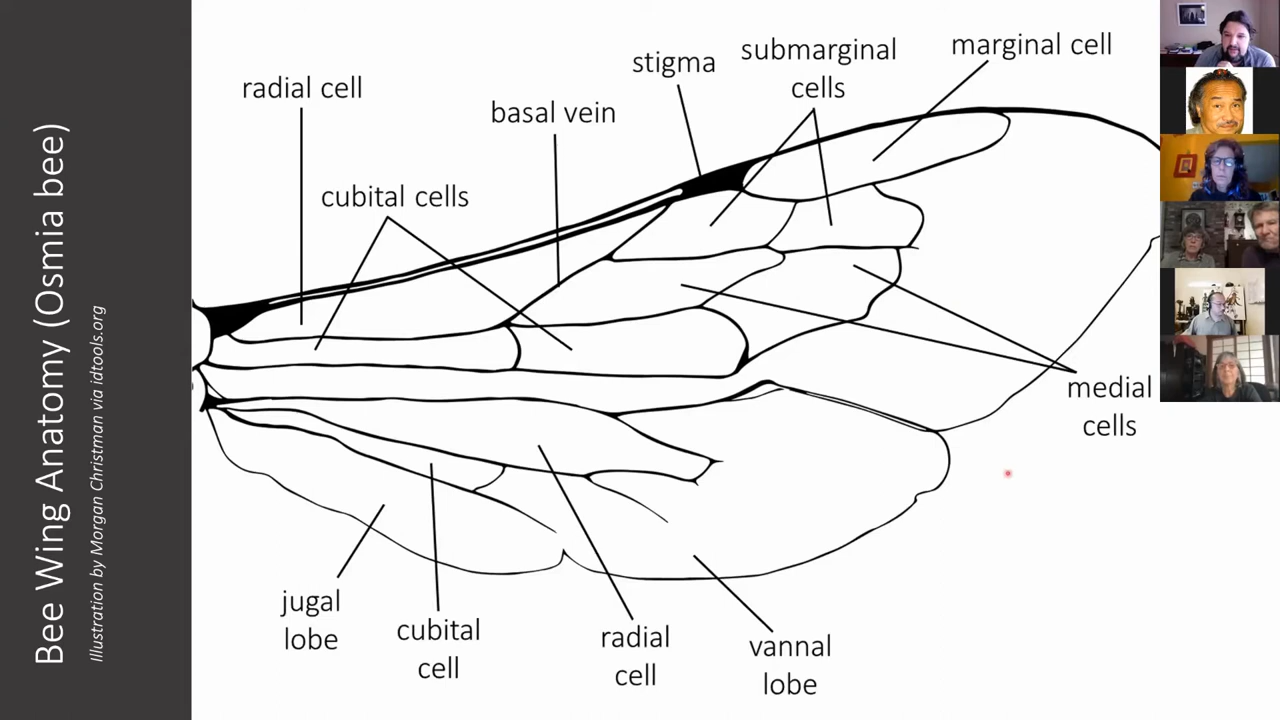 Bee Wing Anatomy (Osmia bee)
Illustration by Morgan Christman via idtools.org
radial cell
cubital cells
basal vein
stigma
submarginal
cells
marginal cell
medial
cells
jugal
lobe
cubital
cell
radial
cell
vannal
lobe